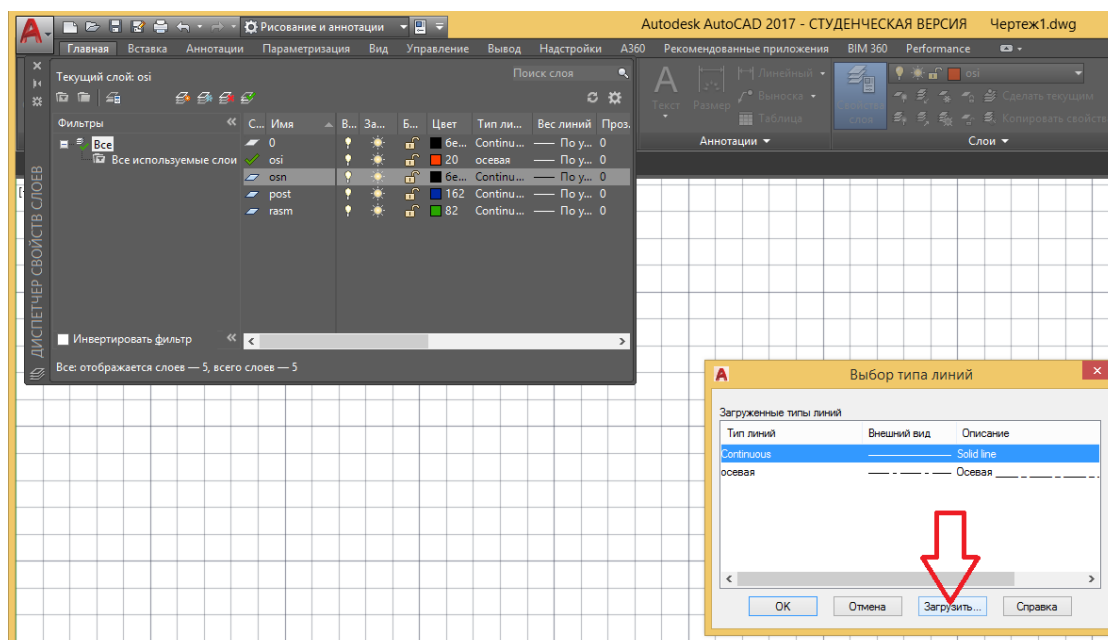 Рисование и аннотации
Autodesk AutoCAD 2017 - СТУДЕНЧЕСКАЯ ВЕРСИЯ Чертеж1.dwg
Главная Вставка Аннотации Параметризация Вид Управление Вывод Надстройки A360 Рекомендованные приложения BIM 360 Performance
Текущий слой: osi
Поиск слоя
Фильтры
С... Имя В... За... Б... Цвет Тип ли... Вес линий Проз.
Все
Все используемые слои
0 бе... Continu... По у... 0
osi 20 осевая По у... 0
osn бе... Continu... По у... 0
post 162 Continu... По у... 0
rasm 82 Continu... По у... 0
Инвертировать фильтр
Все: отображается слоев — 5, всего слоев — 5
ДИСПЕТЧЕР СВОЙСТВ СЛОЕВ
Текст
Размер
Линейный
Выноска
Таблица
Аннотации
слоя
osi
Сделать текущим
Копировать свойств
Слои
Выбор типа линий
Загруженные типы линий
Тип линий Внешний вид Описание
Continuous Solid line
осевая Осевая
ОК Отмена Загрузить... Справка